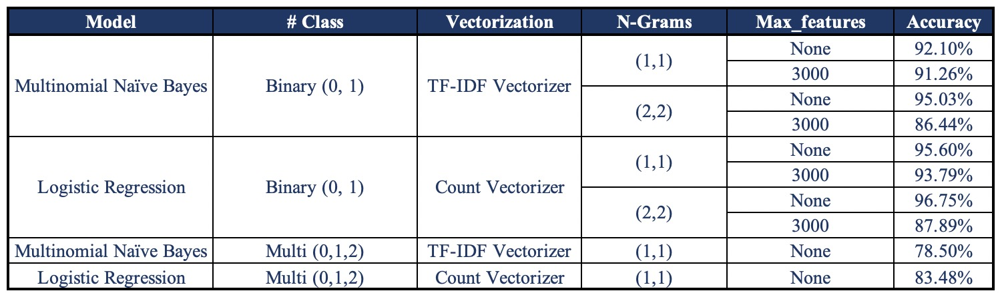 Model # Class Vectorization N-Grams Max_features Accuracy
Multinomial Naïve Bayes Binary (0, 1) TF-IDF Vectorizer (1,1) None 92.10%
3000 91.26%
(2,2) None 95.03%
3000 86.44%
Logistic Regression Binary (0, 1) Count Vectorizer (1,1) None 95.60%
3000 93.79%
(2,2) None 96.75%
3000 87.89%
Multinomial Naïve Bayes Multi (0,1,2) TF-IDF Vectorizer (1,1) None 78.50%
Logistic Regression Multi (0,1,2) Count Vectorizer (1,1) None 83.48%